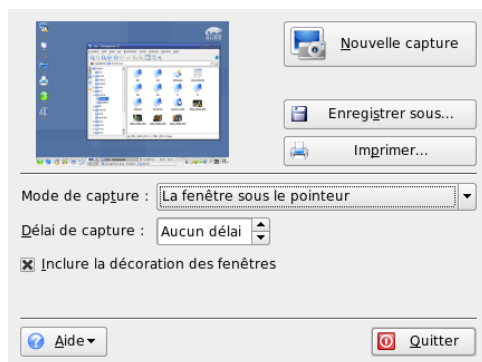 Nouvelle capture
Enregistrer sous...
Imprimer...
Mode de capture : La fenêtre sous le pointeur
Délai de capture : Aucun délai
Inclure la décoration des fenêtres
Aide
Quitter